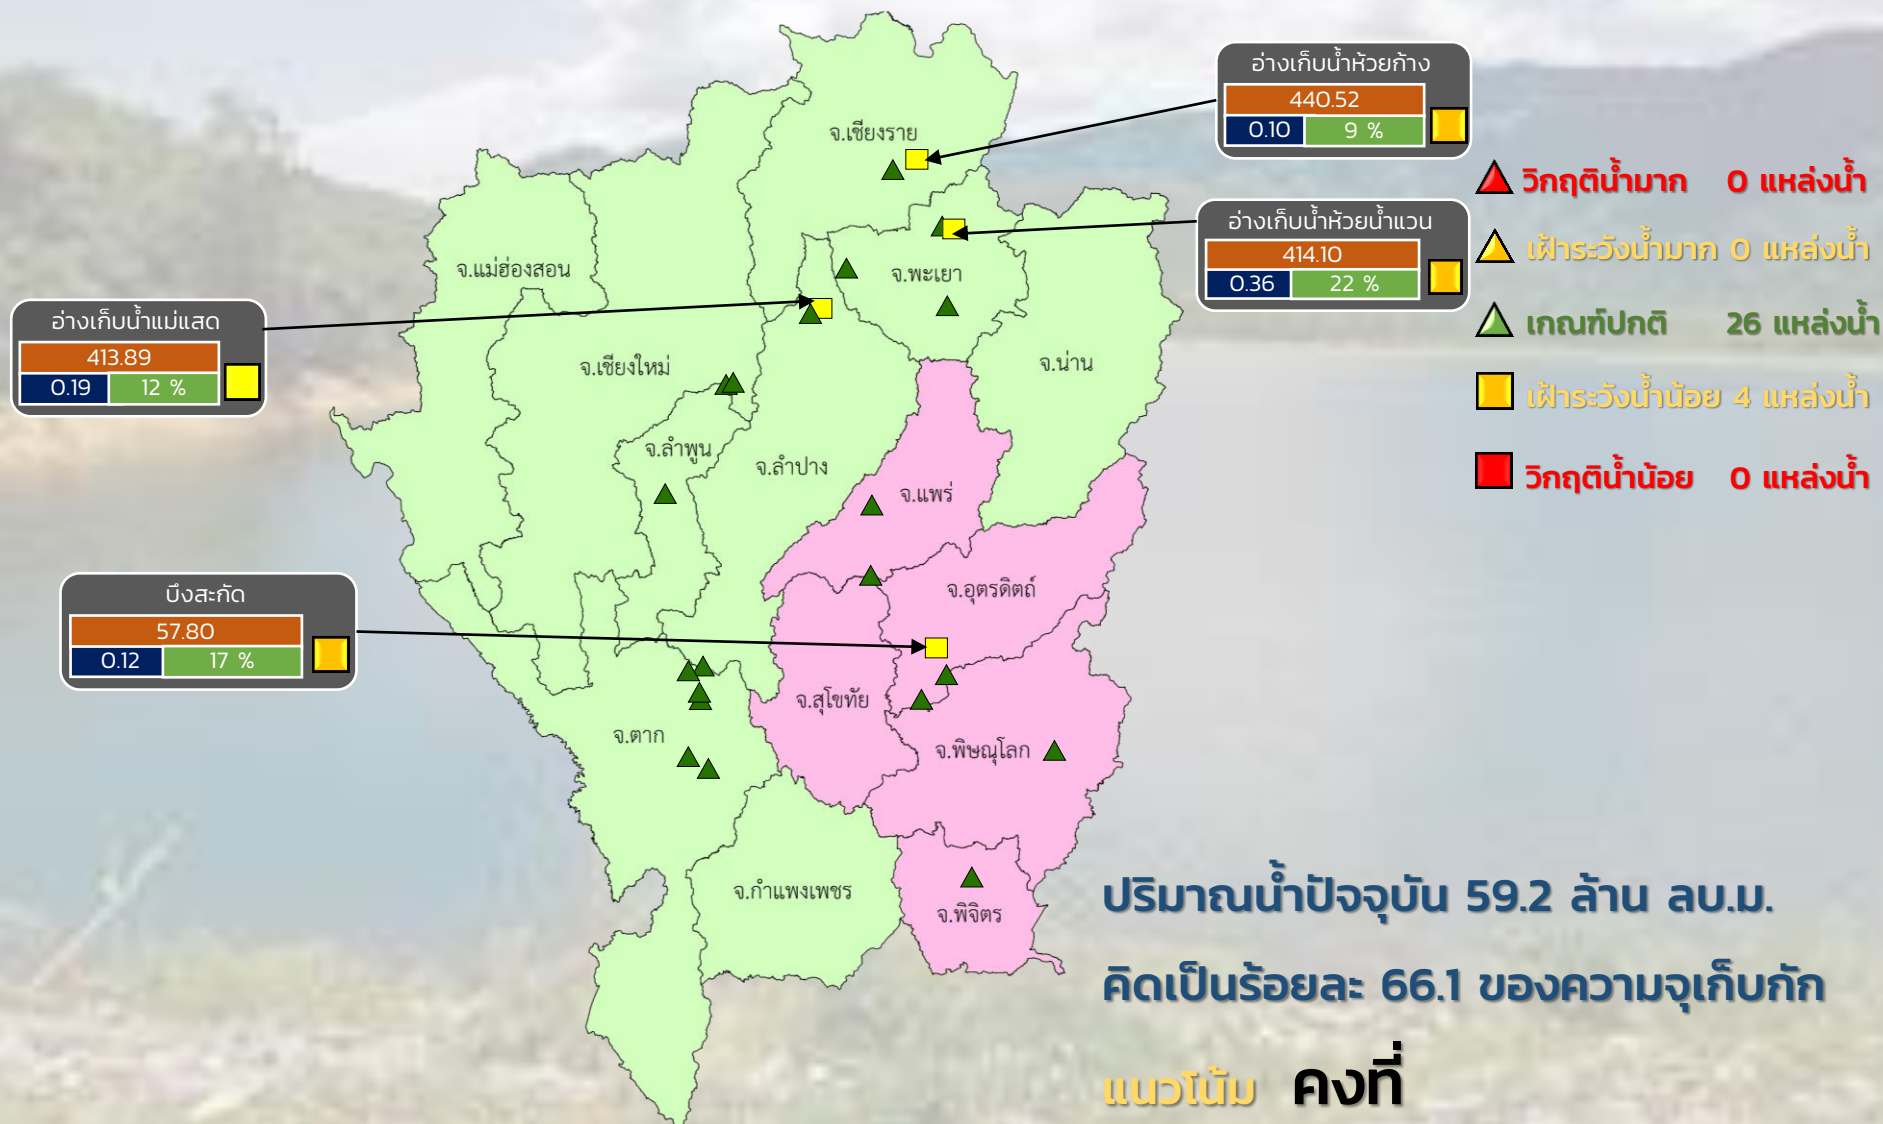 อ่างเก็บน้ำห้วยก้าง
440.52
0.10 9 %
วิกฤติน้ำมาก 0 แหล่งน้ำ
อ่างเก็บน้ำห้วยน้ำแวน
414.10
0.36 22 %
เฝ้าระวังน้ำมาก 0 แหล่งน้ำ
เกณฑ์ปกติ 26 แหล่งน้ำ
เฝ้าระวังน้ำน้อย 4 แหล่งน้ำ
วิกฤติน้ำน้อย 0 แหล่งน้ำ
อ่างเก็บน้ำแม่แสด
413.89
0.19 12 %
บึงสะกัด
57.80
0.12 17 %
จ.เชียงราย
จ.แม่ฮ่องสอน
จ.พะเยา
จ.เชียงใหม่
จ.น่าน
จ.ลำพูน
จ.ลำปาง
จ.แพร่
จ.อุตรดิตถ์
จ.สุโขทัย
จ.ตาก
จ.พิษณุโลก
จ.กำแพงเพชร
จ.พิจิตร
ปริมาณน้ำปัจจุบัน 59.2 ล้าน ลบ.ม.
คิดเป็นร้อยละ 66.1 ของความจุเก็บกัก
แนวโน้ม คงที่